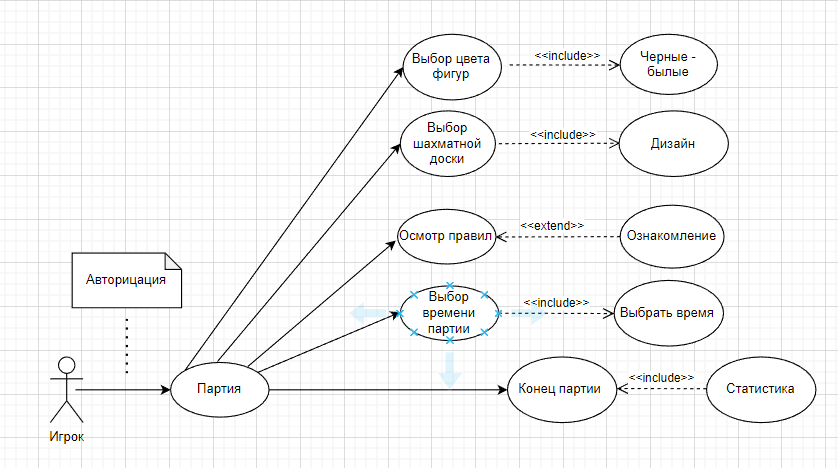 Выбор цвета
фигур
<<include>>
Черные -
былые
Выбор
шахматной
доски
<<include>>
Дизайн
Осмотр правил
<<extend>>
Ознакомление
Авторицация
Выбор
времени
партии
<<include>>
Выбрать время
Партия
Конец партии
<<include>>
Статистика
Игрок